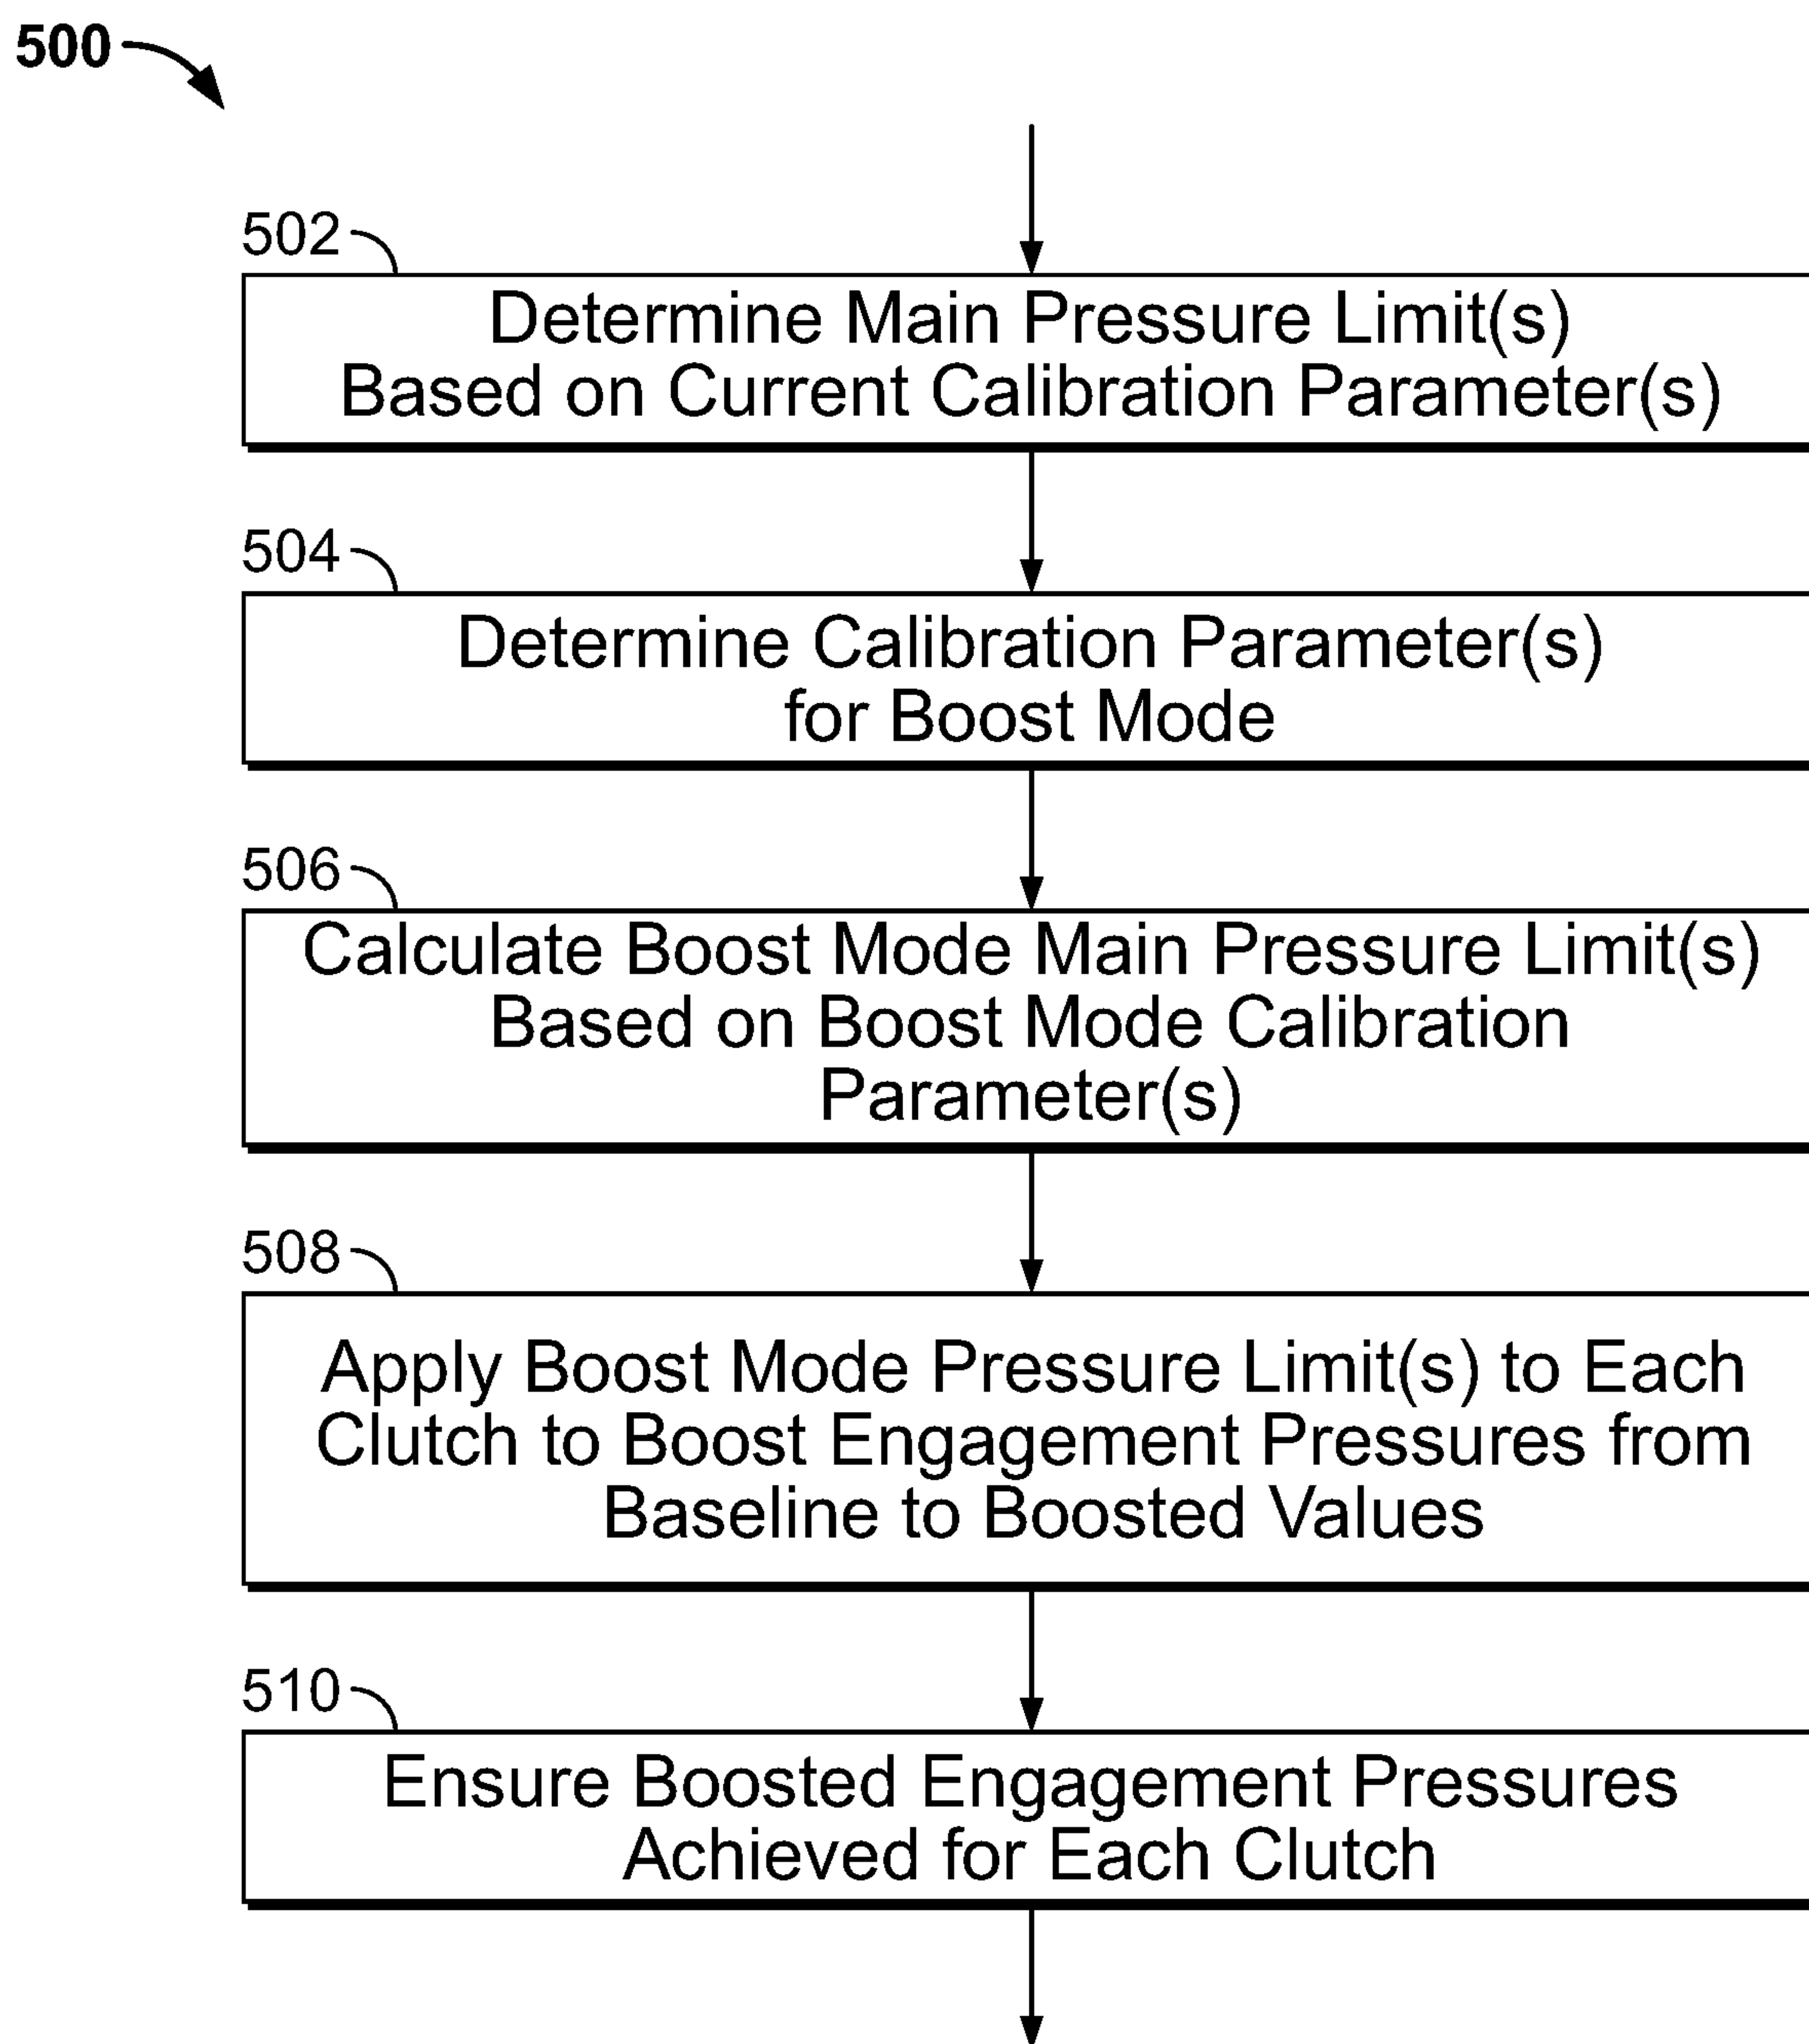 500
502
Determine Main Pressure Limit(s)
Based on Current Calibration Parameter(s)
504
Determine Calibration Parameter(s)
for Boost Mode
506
Calculate Boost Mode Main Pressure Limit(s)
Based on Boost Mode Calibration
Parameter(s)
508
Apply Boost Mode Pressure Limit(s) to Each
Clutch to Boost Engagement Pressures from
Baseline to Boosted Values
510
Ensure Boosted Engagement Pressures
Achieved for Each Clutch